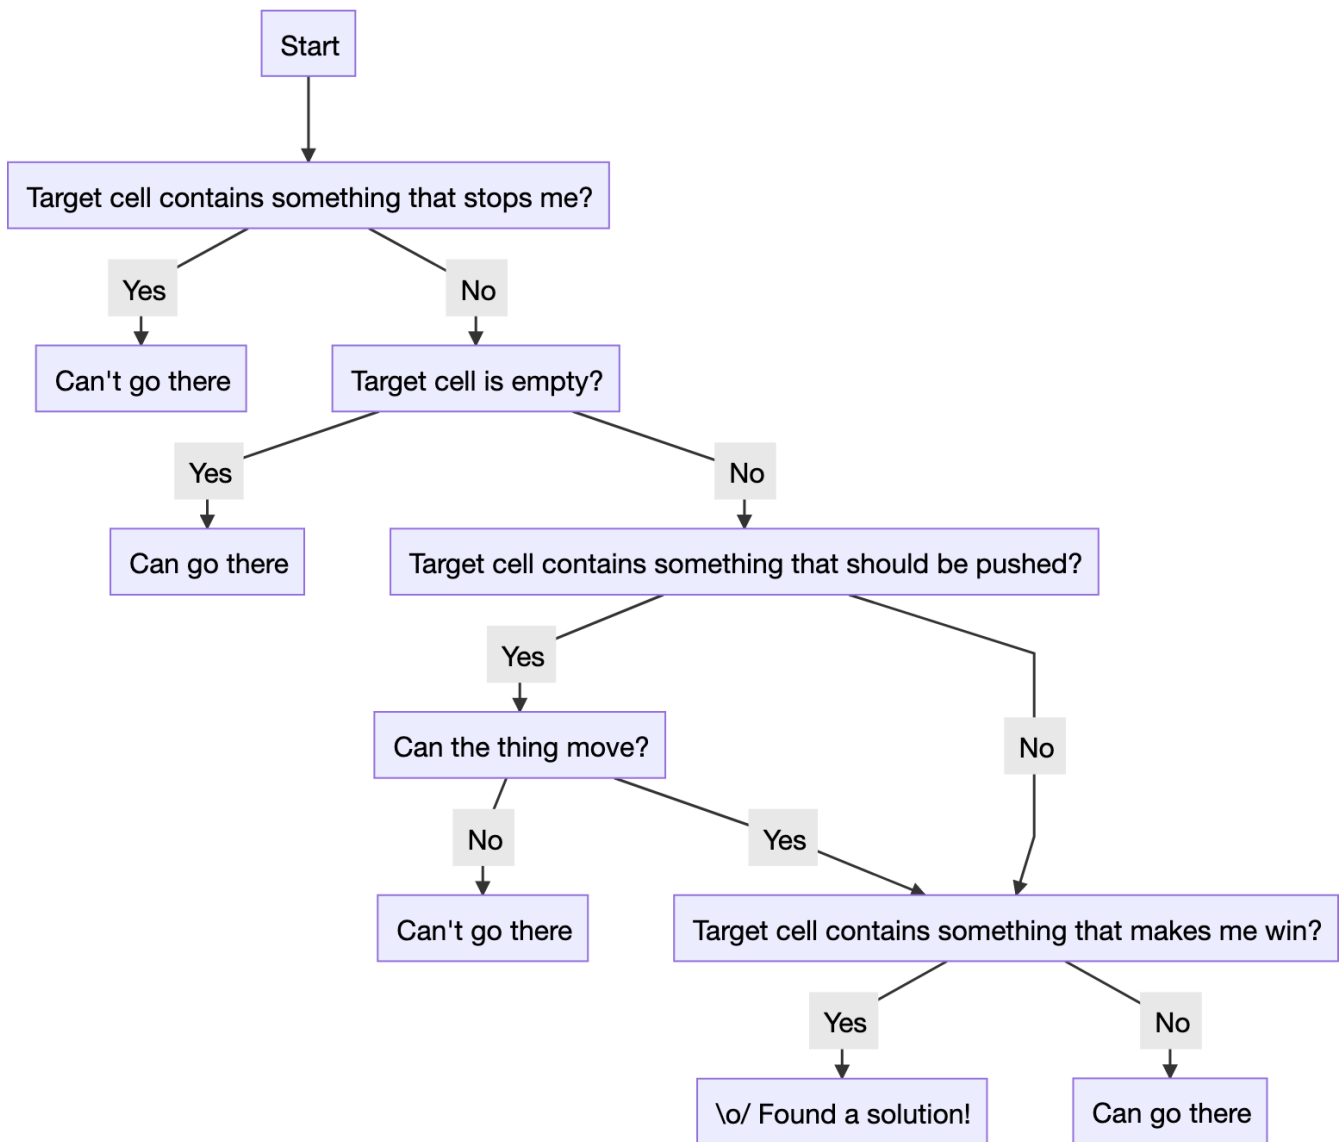 Start
Target cell contains something that stops me?
Yes
No
Can't go there
Target cell is empty?
Yes
No
Can go there
Target cell contains something that should be pushed?
Yes
Can the thing move?
No
No
Yes
Can't go there
Target cell contains something that makes me win?
Yes
No
\o/ Found a solution!
Can go there